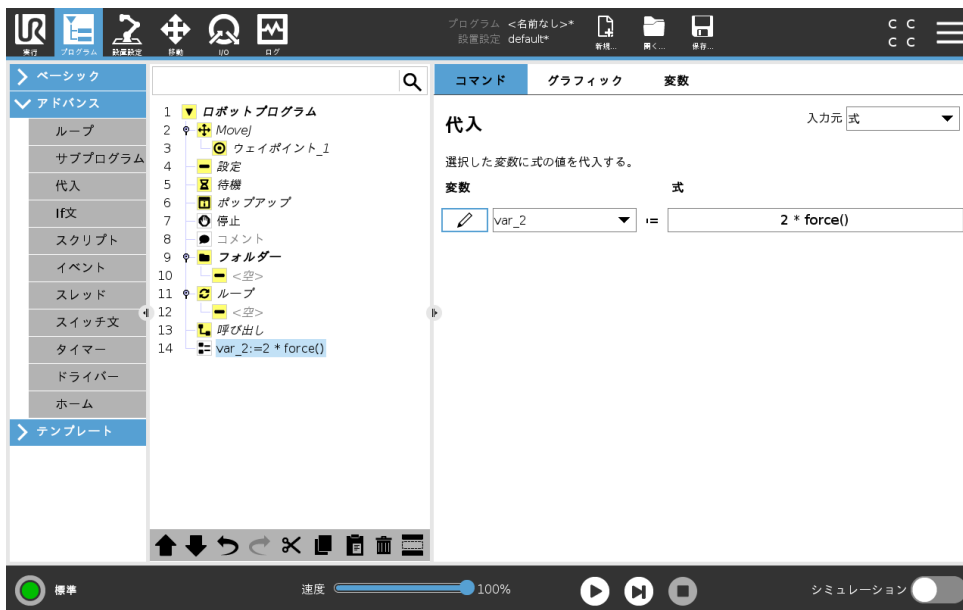 UR
実行
プログラム
設置設定
移動
I/O
ログ
プログラム <名前なし>*
設置設定 default*
新規...
開く...
保存...
C C
C C
ベーシック
アドバンス
ループ
サブプログラム
代入
If文
スクリプト
イベント
スレッド
スイッチ文
タイマー
ドライバー
ホーム
テンプレート
1 ロボットプログラム
2 MoveJ
3 ウェイポイント_1
4 設定
5 待機
6 ポップアップ
7 停止
8 コメント
9 フォルダー
10 <空>
11 ループ
12 <空>
13 呼び出し
14 var_2:=2 * force()
コマンド グラフィック 変数
代入
入力元 式
選択した変数に式の値を代入する。
変数 式
var_2 := 2 * force()
標準
速度 100%
シミュレーション